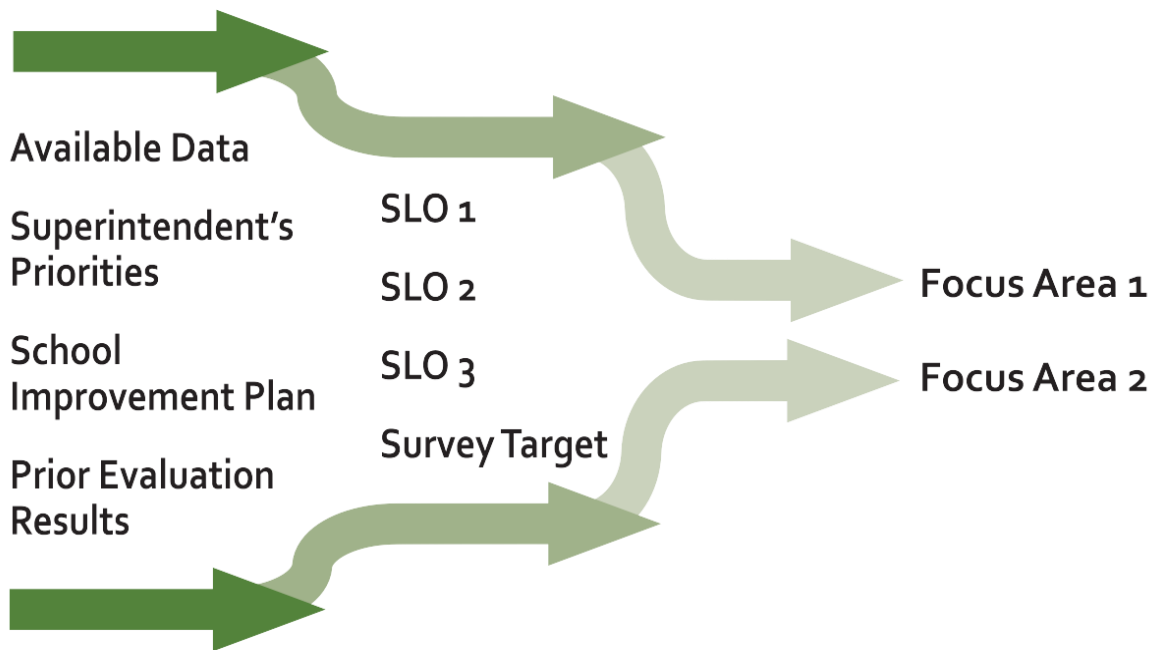 Available Data
Superintendent’s
Priorities
School
Improvement Plan
Prior Evaluation
Results
SLO 1
SLO 2
SLO 3
Survey Target
Focus Area 1
Focus Area 2